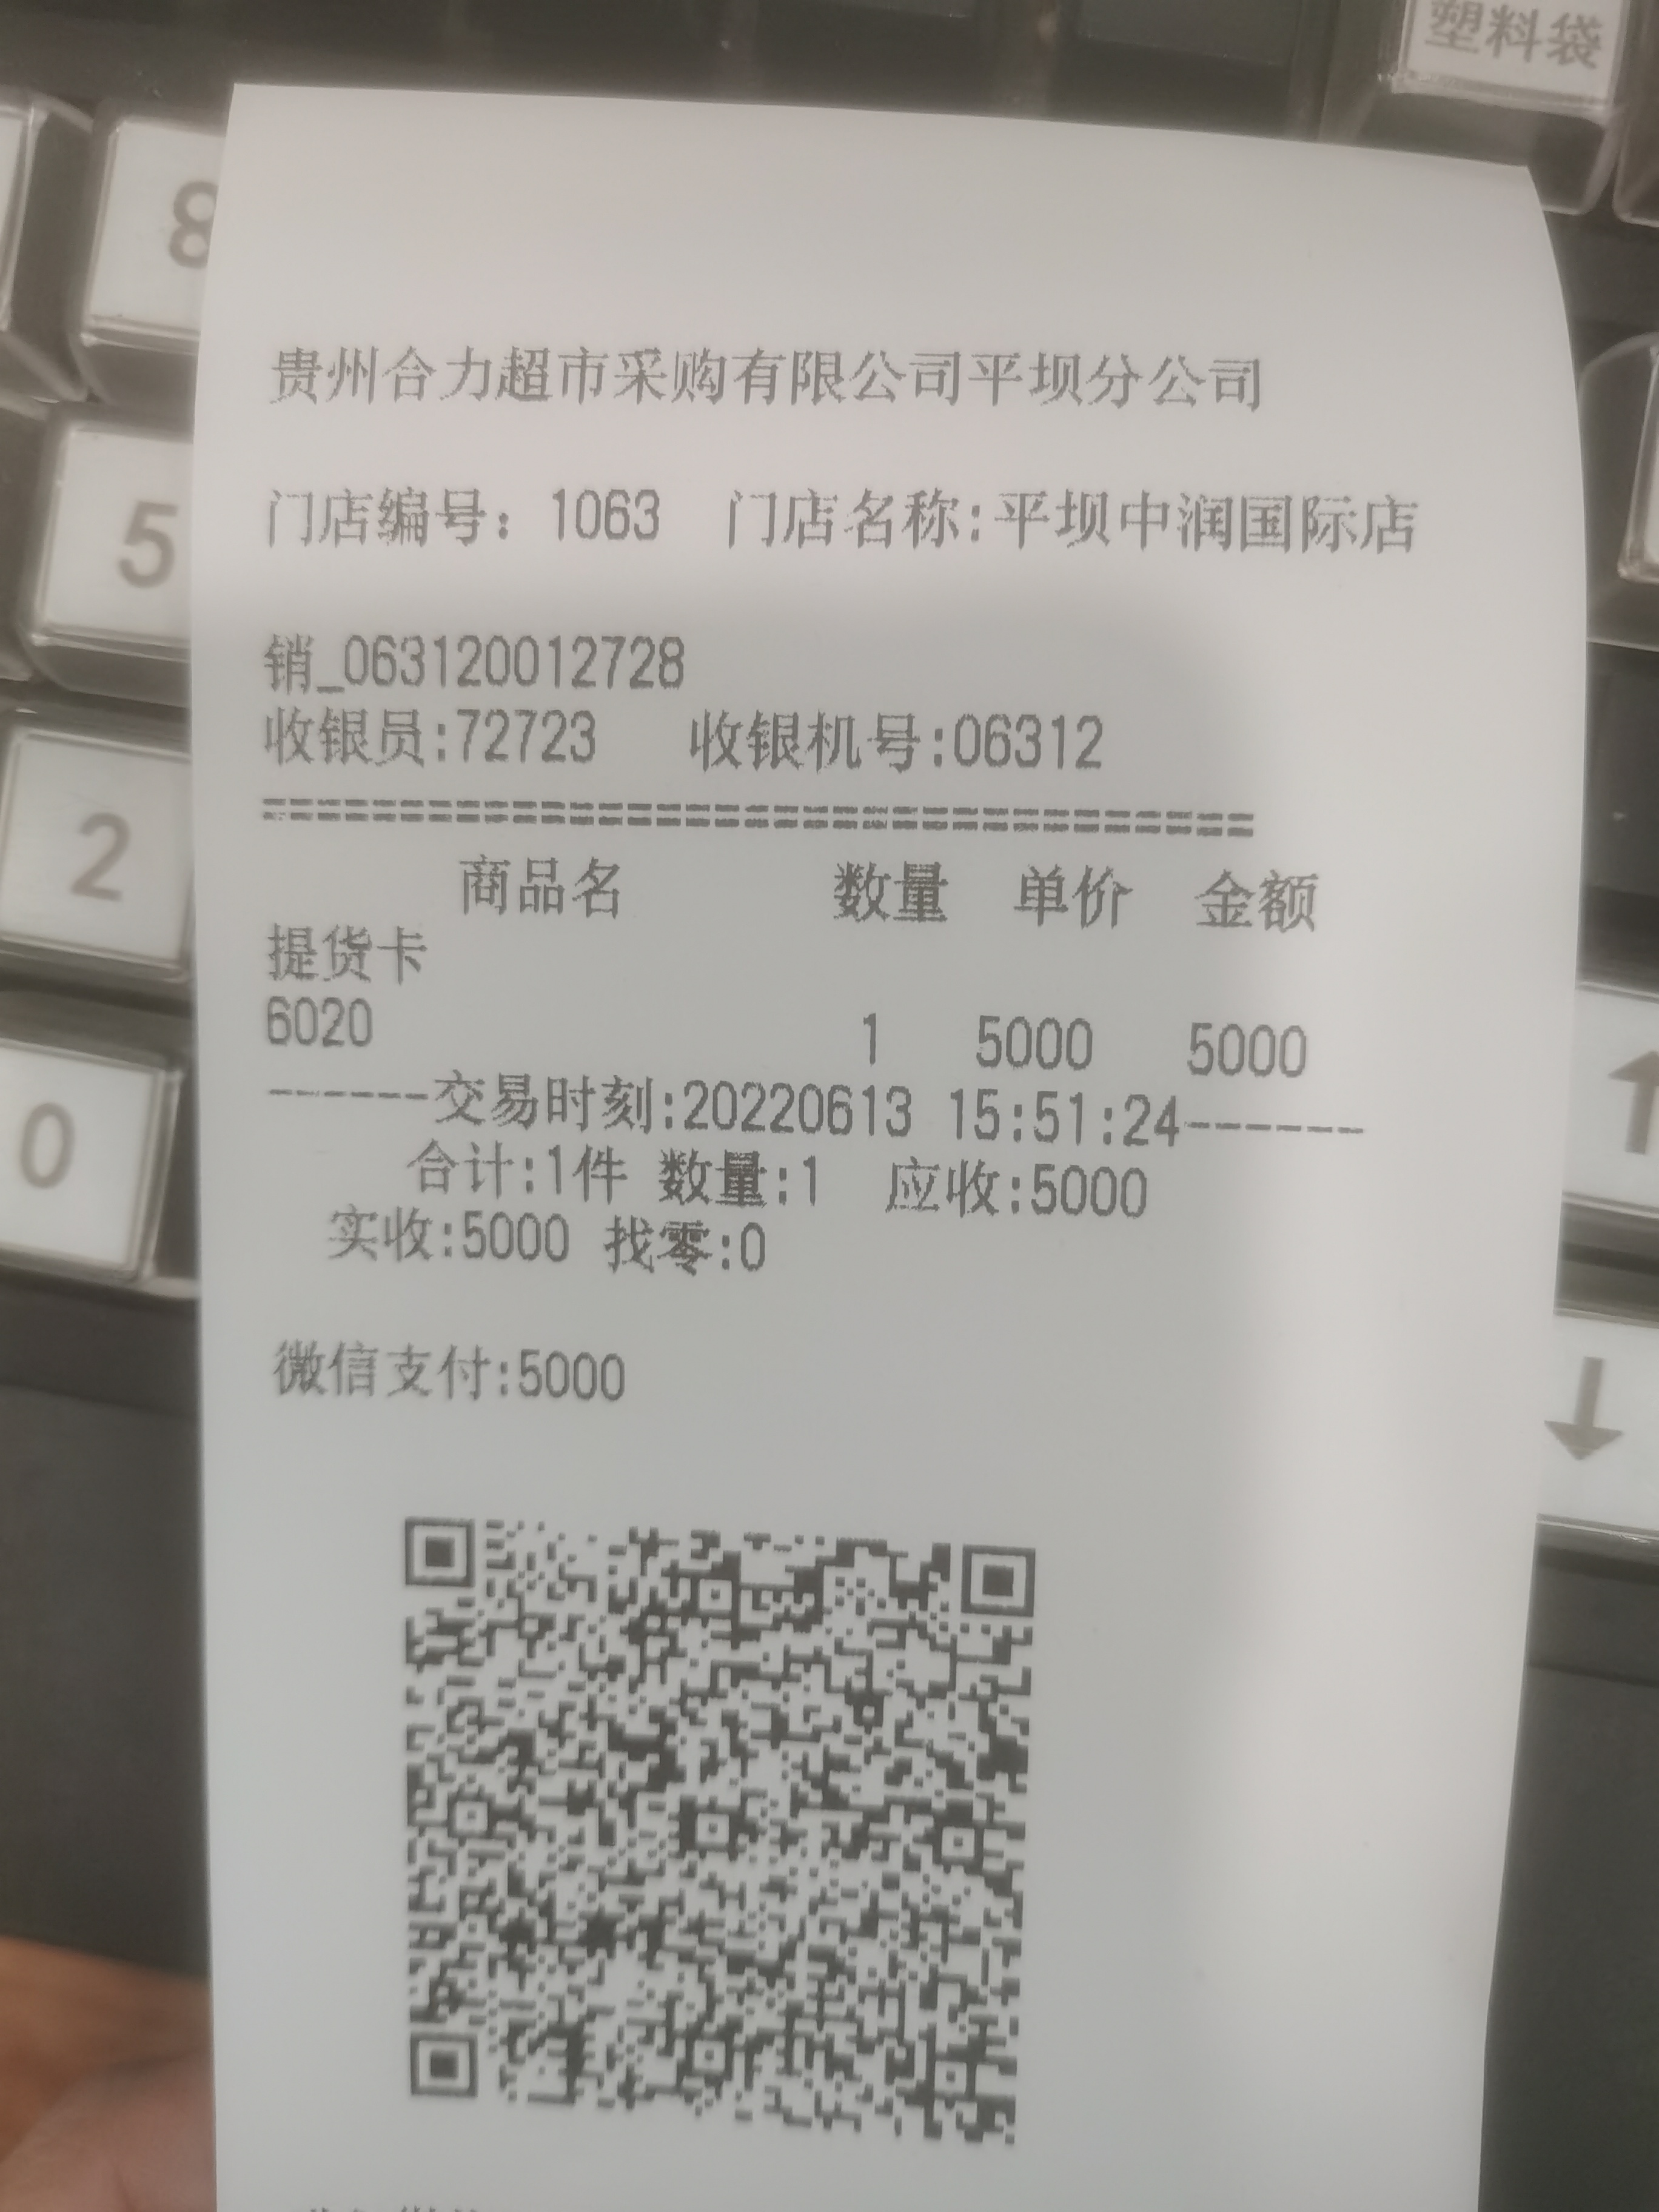 塑料袋
8
5
2
0
↑
↓
贵州合力超市采购有限公司平坝分公司
门店编号：1063 门店名称:平坝中润国际店
销_063120012728
收银员:72723 收银机号:06312
==================================
商品名 数量 单价 金额
提货卡
6020 1 5000 5000
------交易时刻:20220613 15:51:24-------
合计:1件 数量:1 应收:5000
实收:5000 找零:0
微信支付:5000